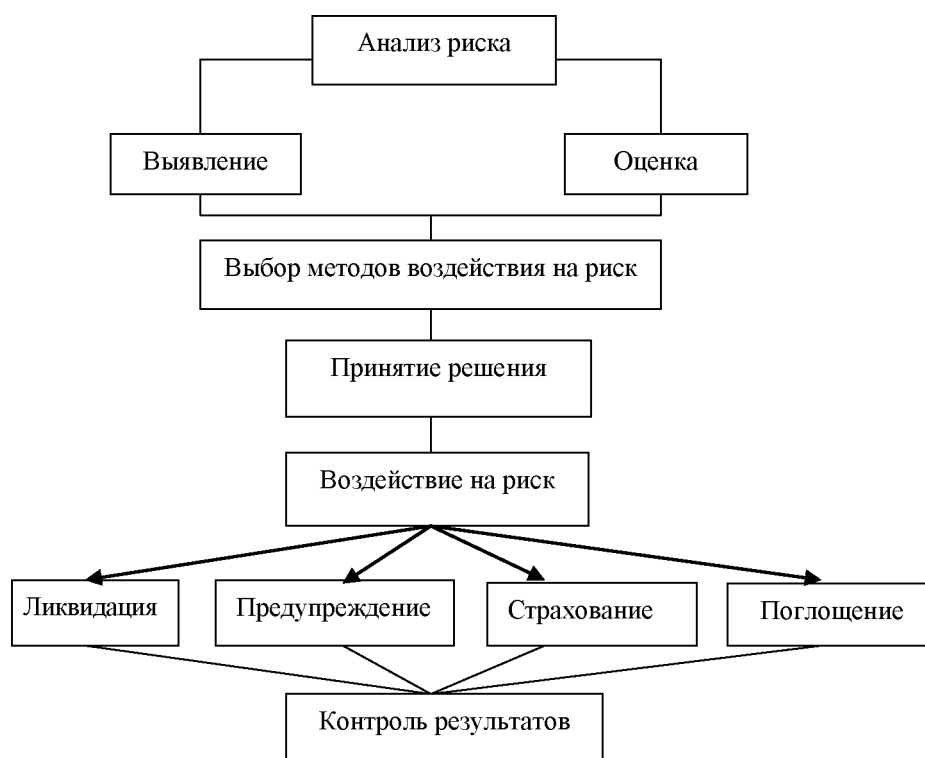 Анализ риска
Выявление
Оценка
Выбор методов воздействия на риск
Принятие решения
Воздействие на риск
Ликвидация
Предупреждение
Страхование
Поглощение
Контроль результатов